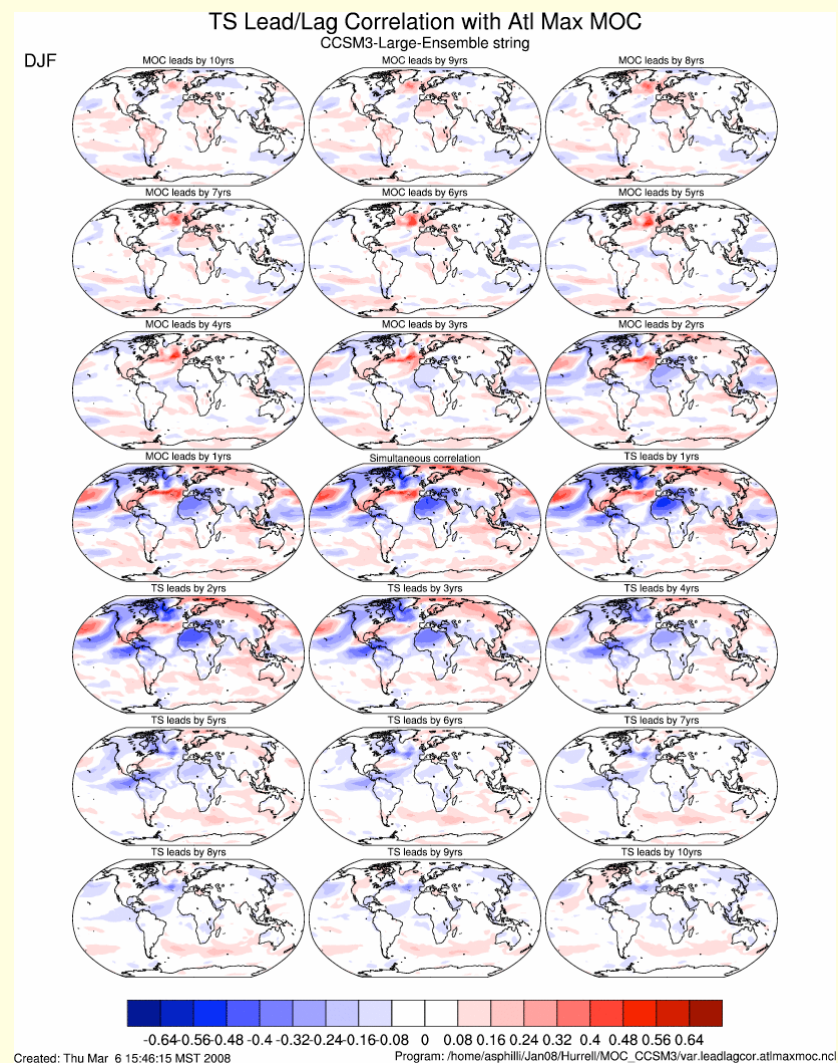 TS Lead/Lag Correlation with Atl Max MOC
CCSM3-Large-Ensemble string
DJF
MOC leads by 10yrs
MOC leads by 9yrs
MOC leads by 8yrs
MOC leads by 7yrs
MOC leads by 6yrs
MOC leads by 5yrs
MOC leads by 4yrs
MOC leads by 3yrs
MOC leads by 2yrs
MOC leads by 1yrs
Simultaneous correlation
TS leads by 1yrs
TS leads by 2yrs
TS leads by 3yrs
TS leads by 4yrs
TS leads by 5yrs
TS leads by 6yrs
TS leads by 7yrs
TS leads by 8yrs
TS leads by 9yrs
TS leads by 10yrs
-0.64-0.56-0.48 -0.4 -0.32-0.24-0.16-0.08 0 0.08 0.16 0.24 0.32 0.4 0.48 0.56 0.64
Created: Thu Mar 6 15:46:15 MST 2008
Program: /home/asphilli/Jan08/Hurrell/MOC_CCSM3/var.leadlagcor.atlmaxmoc.ncl